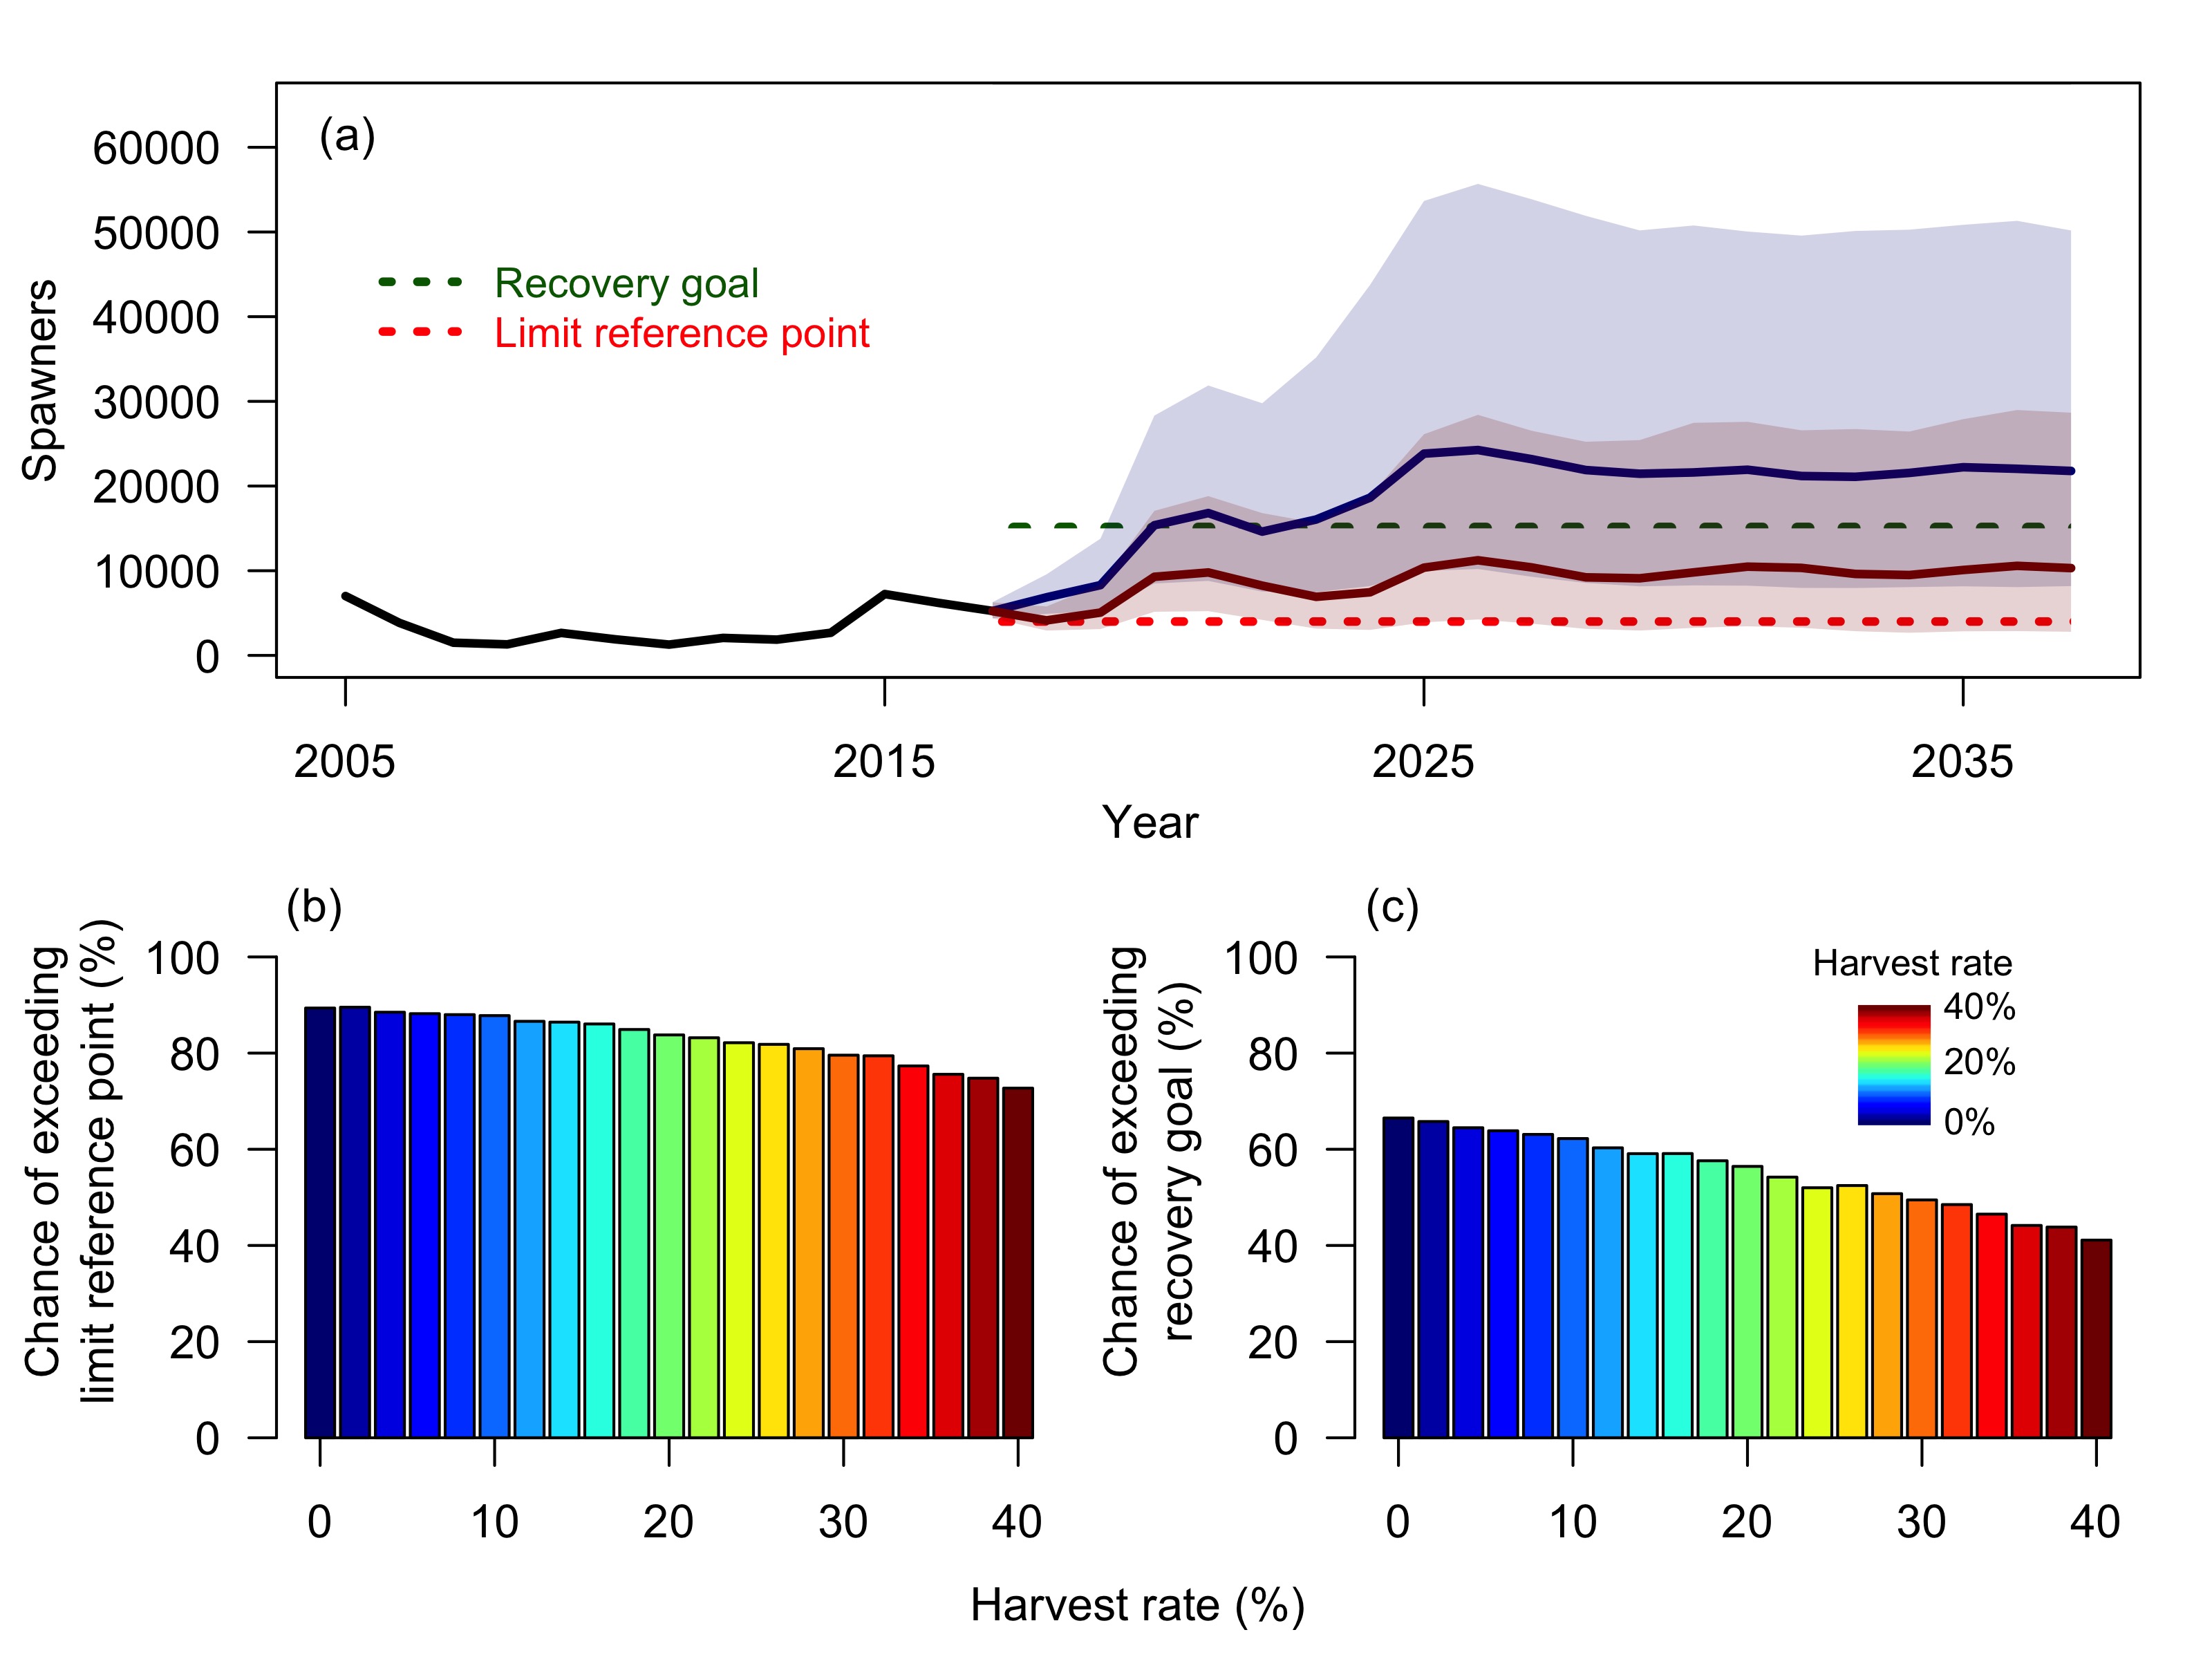 (a)
60000
50000
40000
30000
20000
10000
0
Spawners
Recovery goal
Limit reference point
2005
2015
2025
2035
Year
(b)
Chance of exceeding
limit reference point (%)
100
80
60
40
20
0
0
10
20
30
40
(c)
Chance of exceeding
recovery goal (%)
100
80
60
40
20
0
Harvest rate
40%
20%
0%
0
10
20
30
40
Harvest rate (%)